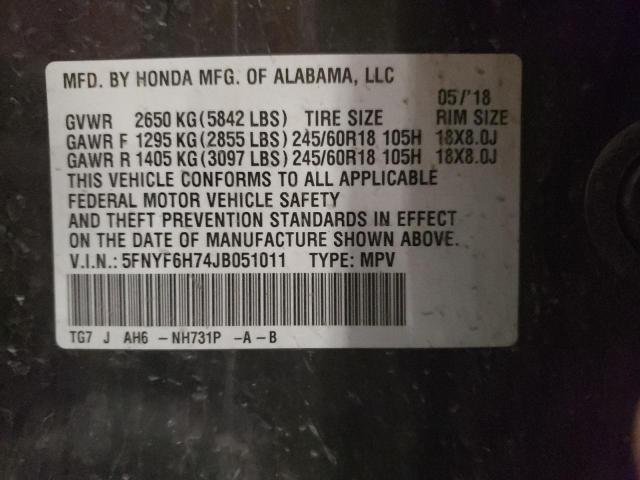 MFD. BY HONDA MFG. OF ALABAMA, LLC
05/'18
GVWR 2650 KG(5842 LBS) TIRE SIZE RIM SIZE
GAWR F 1295 KG(2855 LBS) 245/60R18 105H 18X8.0J
GAWR R 1405 KG(3097 LBS) 245/60R18 105H 18X8.0J
THIS VEHICLE CONFORMS TO ALL APPLICABLE
FEDERAL MOTOR VEHICLE SAFETY
AND THEFT PREVENTION STANDARDS IN EFFECT
ON THE DATE OF MANUFACTURE SHOWN ABOVE.
V.I.N.: 5FNYF6H74JB051011 TYPE: MPV
TG7 J AH6 -NH731P -A-B